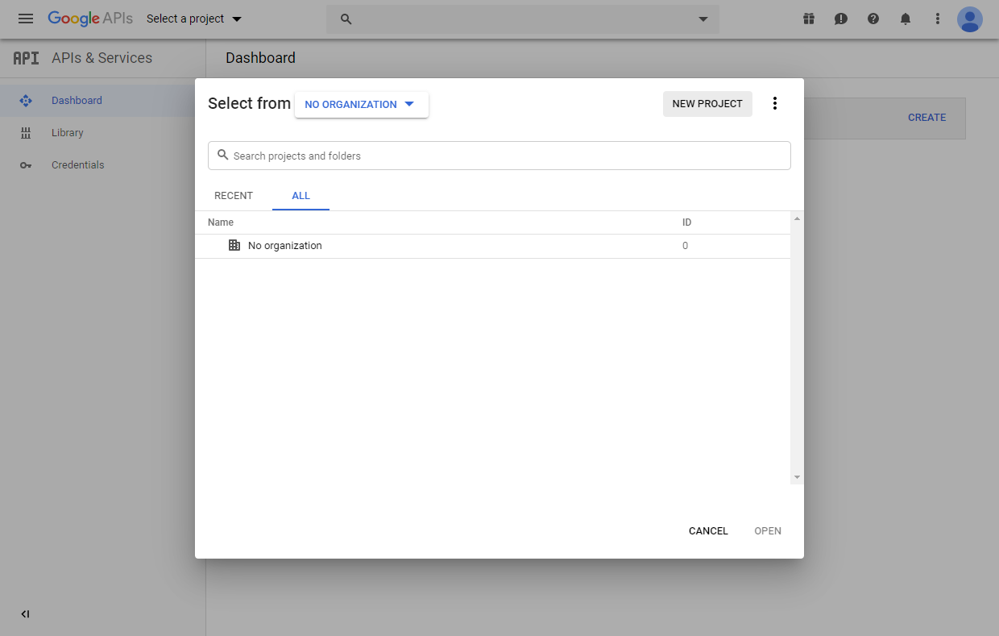 Google APIs Select a project
API APIs & Services Dashboard
Dashboard
Library
Credentials
CREATE
Select from NO ORGANIZATION NEW PROJECT
Search projects and folders
RECENT ALL
Name ID
No organization 0
CANCEL OPEN